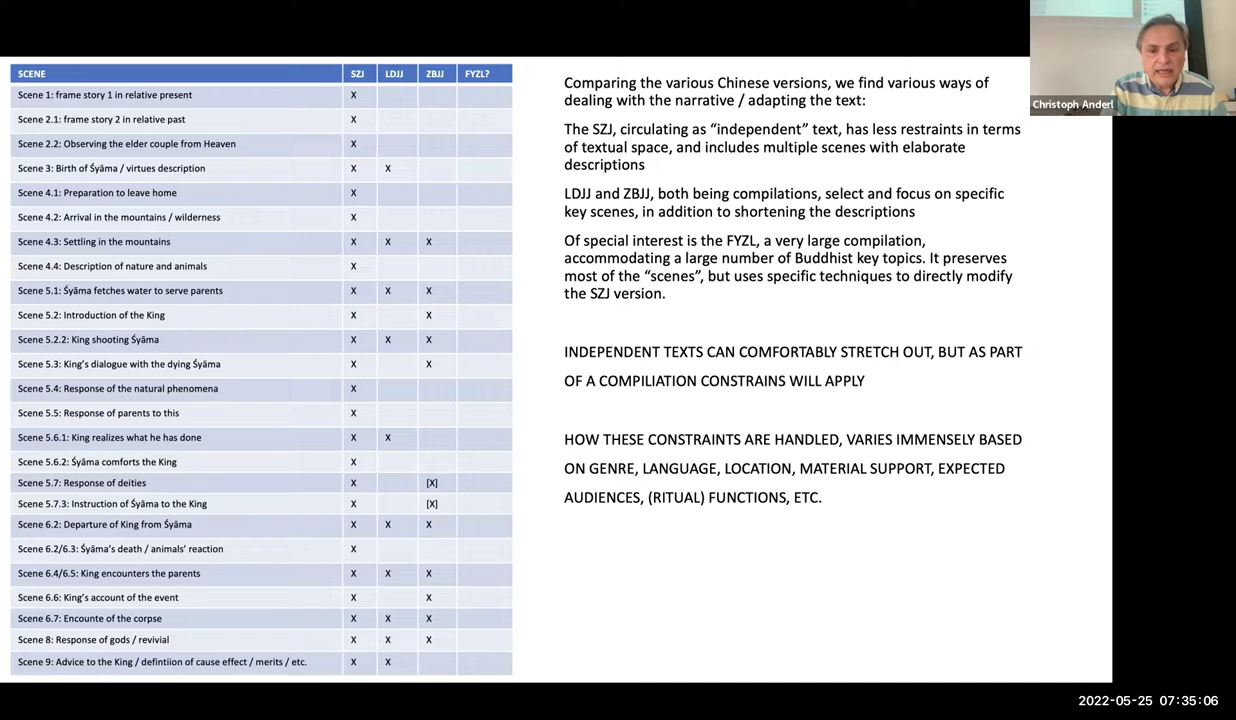 SCENE SZJ LDJJ ZBJJ FYZL?
Scene 1: frame story 1 in relative present X
Scene 2.1: frame story 2 in relative past X
Scene 2.2: Observing the elder couple from Heaven X
Scene 3: Birth of Śyāma / virtues description X X
Scene 4.1: Preparation to leave home X
Scene 4.2: Arrival in the mountains / wilderness X
Scene 4.3: Settling in the mountains X X X
Scene 4.4: Description of nature and animals X
Scene 5.1: Śyāma fetches water to serve parents X X X
Scene 5.2: Introduction of the King X X
Scene 5.2.2: King shooting Śyāma X X X
Scene 5.3: King's dialogue with the dying Śyāma X X
Scene 5.4: Response of the natural phenomena X
Scene 5.5: Response of parents to this X
Scene 5.6.1: King realizes what he has done X X
Scene 5.6.2: Śyāma comforts the King X
Scene 5.7: Response of deities X [X]
Scene 5.7.3: Instruction of Śyāma to the King X [X]
Scene 6.2: Departure of King from Śyāma X X X
Scene 6.2/6.3: Śyāma's death / animals' reaction X
Scene 6.4/6.5: King encounters the parents X X X
Scene 6.6: King's account of the event X X
Scene 6.7: Encounte of the corpse X X X
Scene 8: Response of gods / revivial X X X
Scene 9: Advice to the King / defintiion of cause effect / merits / etc. X X
Comparing the various Chinese versions, we find various ways of
dealing with the narrative / adapting the text:
The SZJ, circulating as “independent” text, has less restraints in terms
of textual space, and includes multiple scenes with elaborate
descriptions
LDJJ and ZBJJ, both being compilations, select and focus on specific
key scenes, in addition to shortening the descriptions
Of special interest is the FYZL, a very large compilation,
accommodating a large number of Buddhist key topics. It preserves
most of the “scenes”, but uses specific techniques to directly modify
the SZJ version.
INDEPENDENT TEXTS CAN COMFORTABLY STRETCH OUT, BUT AS PART
OF A COMPILIATION CONSTRAINS WILL APPLY
HOW THESE CONSTRAINTS ARE HANDLED, VARIES IMMENSELY BASED
ON GENRE, LANGUAGE, LOCATION, MATERIAL SUPPORT, EXPECTED
AUDIENCES, (RITUAL) FUNCTIONS, ETC.
Christoph Anderl
2022-05-25 07:35:06